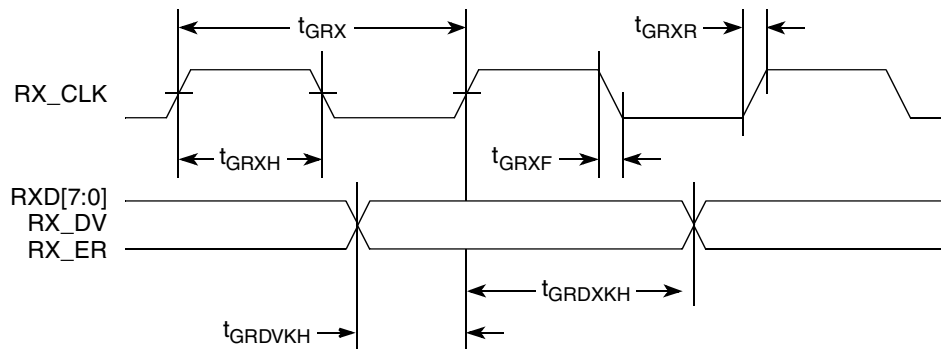 tGRX
tGRXR
RX_CLK
tGRXH
tGRXF
RXD[7:0]
RX_DV
RX_ER
tGRDXKH
tGRDVKH